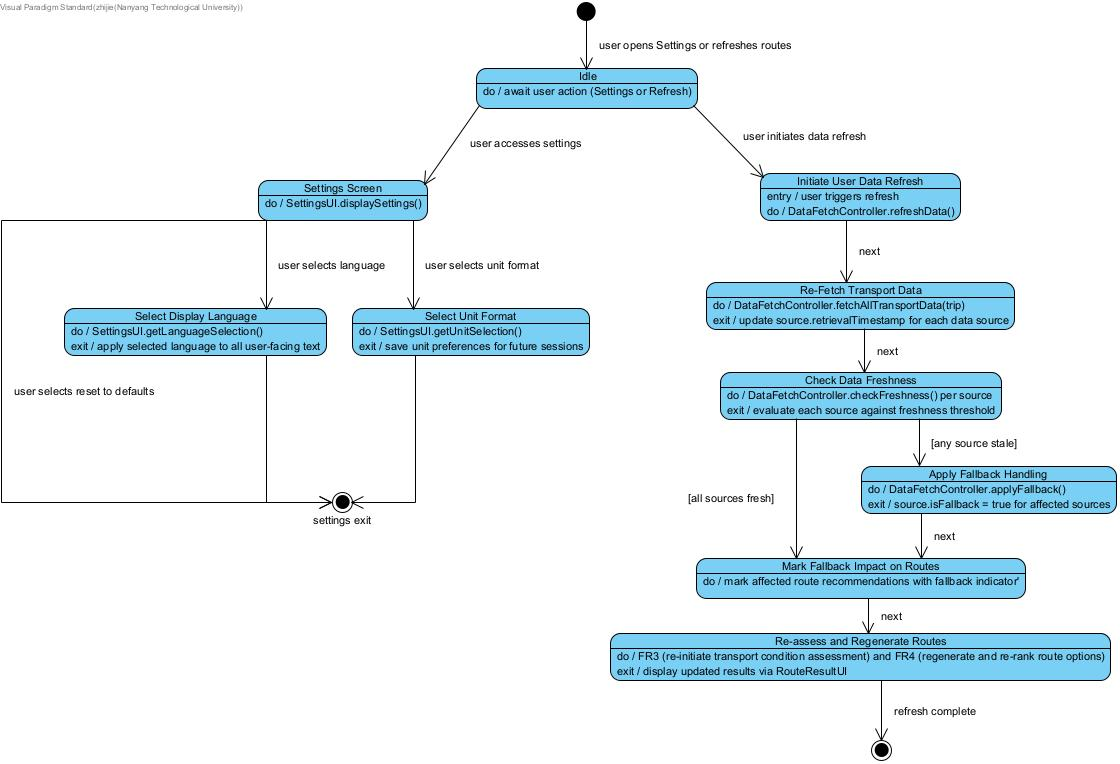 Visual Paradigm Standard(zhijie(Nanyang Technological University))
user opens Settings or refreshes routes
Idle
do / await user action (Settings or Refresh)
user accesses settings
user initiates data refresh
Settings Screen
do / SettingsUI.displaySettings()
Initiate User Data Refresh
entry / user triggers refresh
do / DataFetchController.refreshData()
user selects language
user selects unit format
next
Select Display Language
do / SettingsUI.getLanguageSelection()
exit / apply selected language to all user-facing text
Select Unit Format
do / SettingsUI.getUnitSelection()
exit / save unit preferences for future sessions
Re-Fetch Transport Data
do / DataFetchController.fetchAllTransportData(trip)
exit / update source.retrievalTimestamp for each data source
next
user selects reset to defaults
Check Data Freshness
do / DataFetchController.checkFreshness() per source
exit / evaluate each source against freshness threshold
[any source stale]
[all sources fresh]
Apply Fallback Handling
do / DataFetchController.applyFallback()
exit / source.isFallback = true for affected sources
settings exit
next
Mark Fallback Impact on Routes
do / mark affected route recommendations with fallback indicator'
next
Re-assess and Regenerate Routes
do / FR3 (re-initiate transport condition assessment) and FR4 (regenerate and re-rank route options)
exit / display updated results via RouteResultUI
refresh complete